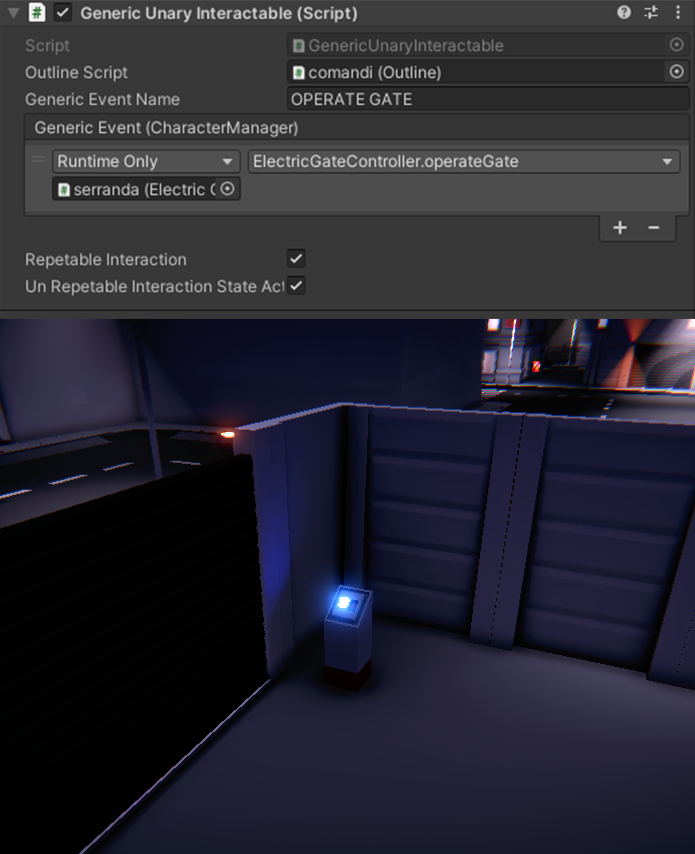 Generic Unary Interactable (Script)
Script
GenericUnaryInteractable
Outline Script
comandi (Outline)
Generic Event Name
OPERATE GATE
Generic Event (CharacterManager)
Runtime Only
ElectricGateController.operateGate
serranda (Electric
Repetable Interaction
Un Repetable Interaction State Act